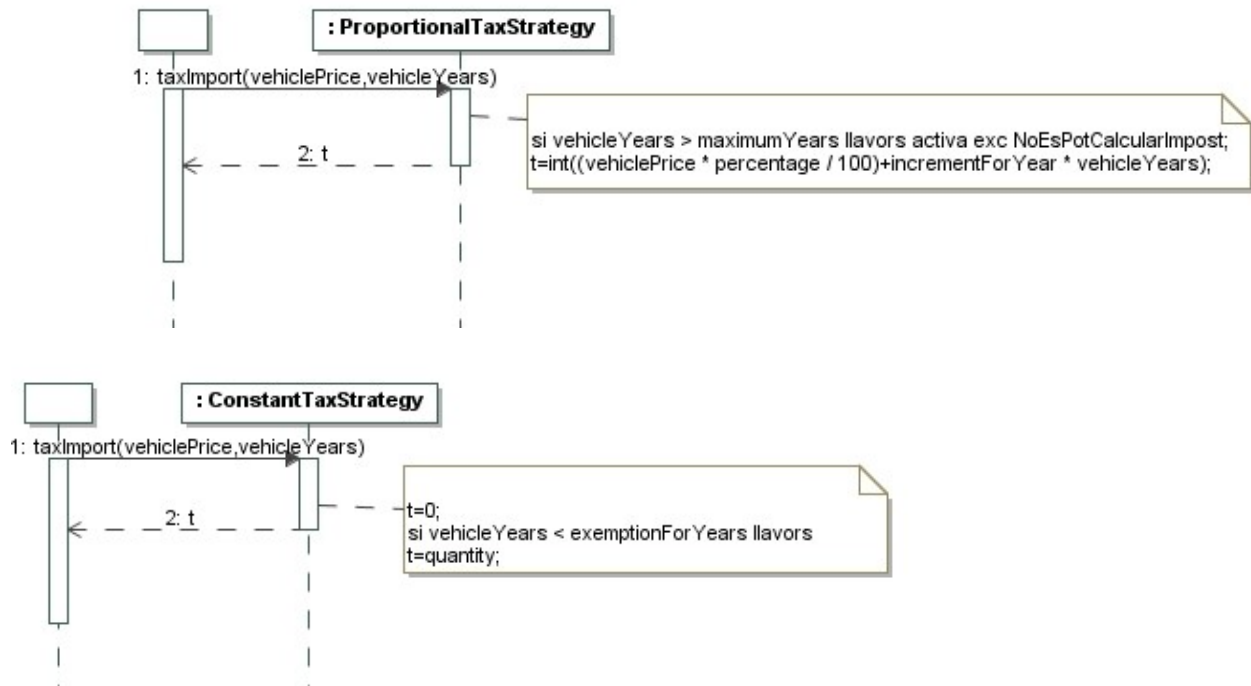 : ProportionalTaxStrategy
1: taxImport(vehiclePrice,vehicleYears)
si vehicleYears > maximumYears llavors activa exc NoEsPotCalcularImpost;
2: t
t=int((vehiclePrice * percentage / 100)+incrementForYear * vehicleYears);
: ConstantTaxStrategy
1: taxImport(vehiclePrice,vehicleYears)
t=0;
2: t
si vehicleYears < exemptionForYears llavors
t=quantity;